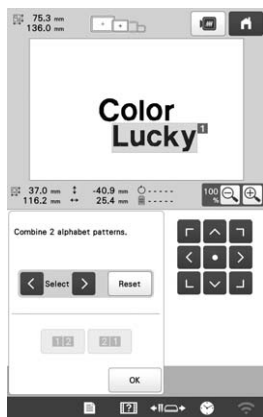 75.3 mm
136.0 mm
Color
Lucky 1
37.0 mm -40.9 mm -----
116.2 mm 25.4 mm -----
100 %
Combine 2 alphabet patterns.
Select
Reset
1 2
2 1
OK